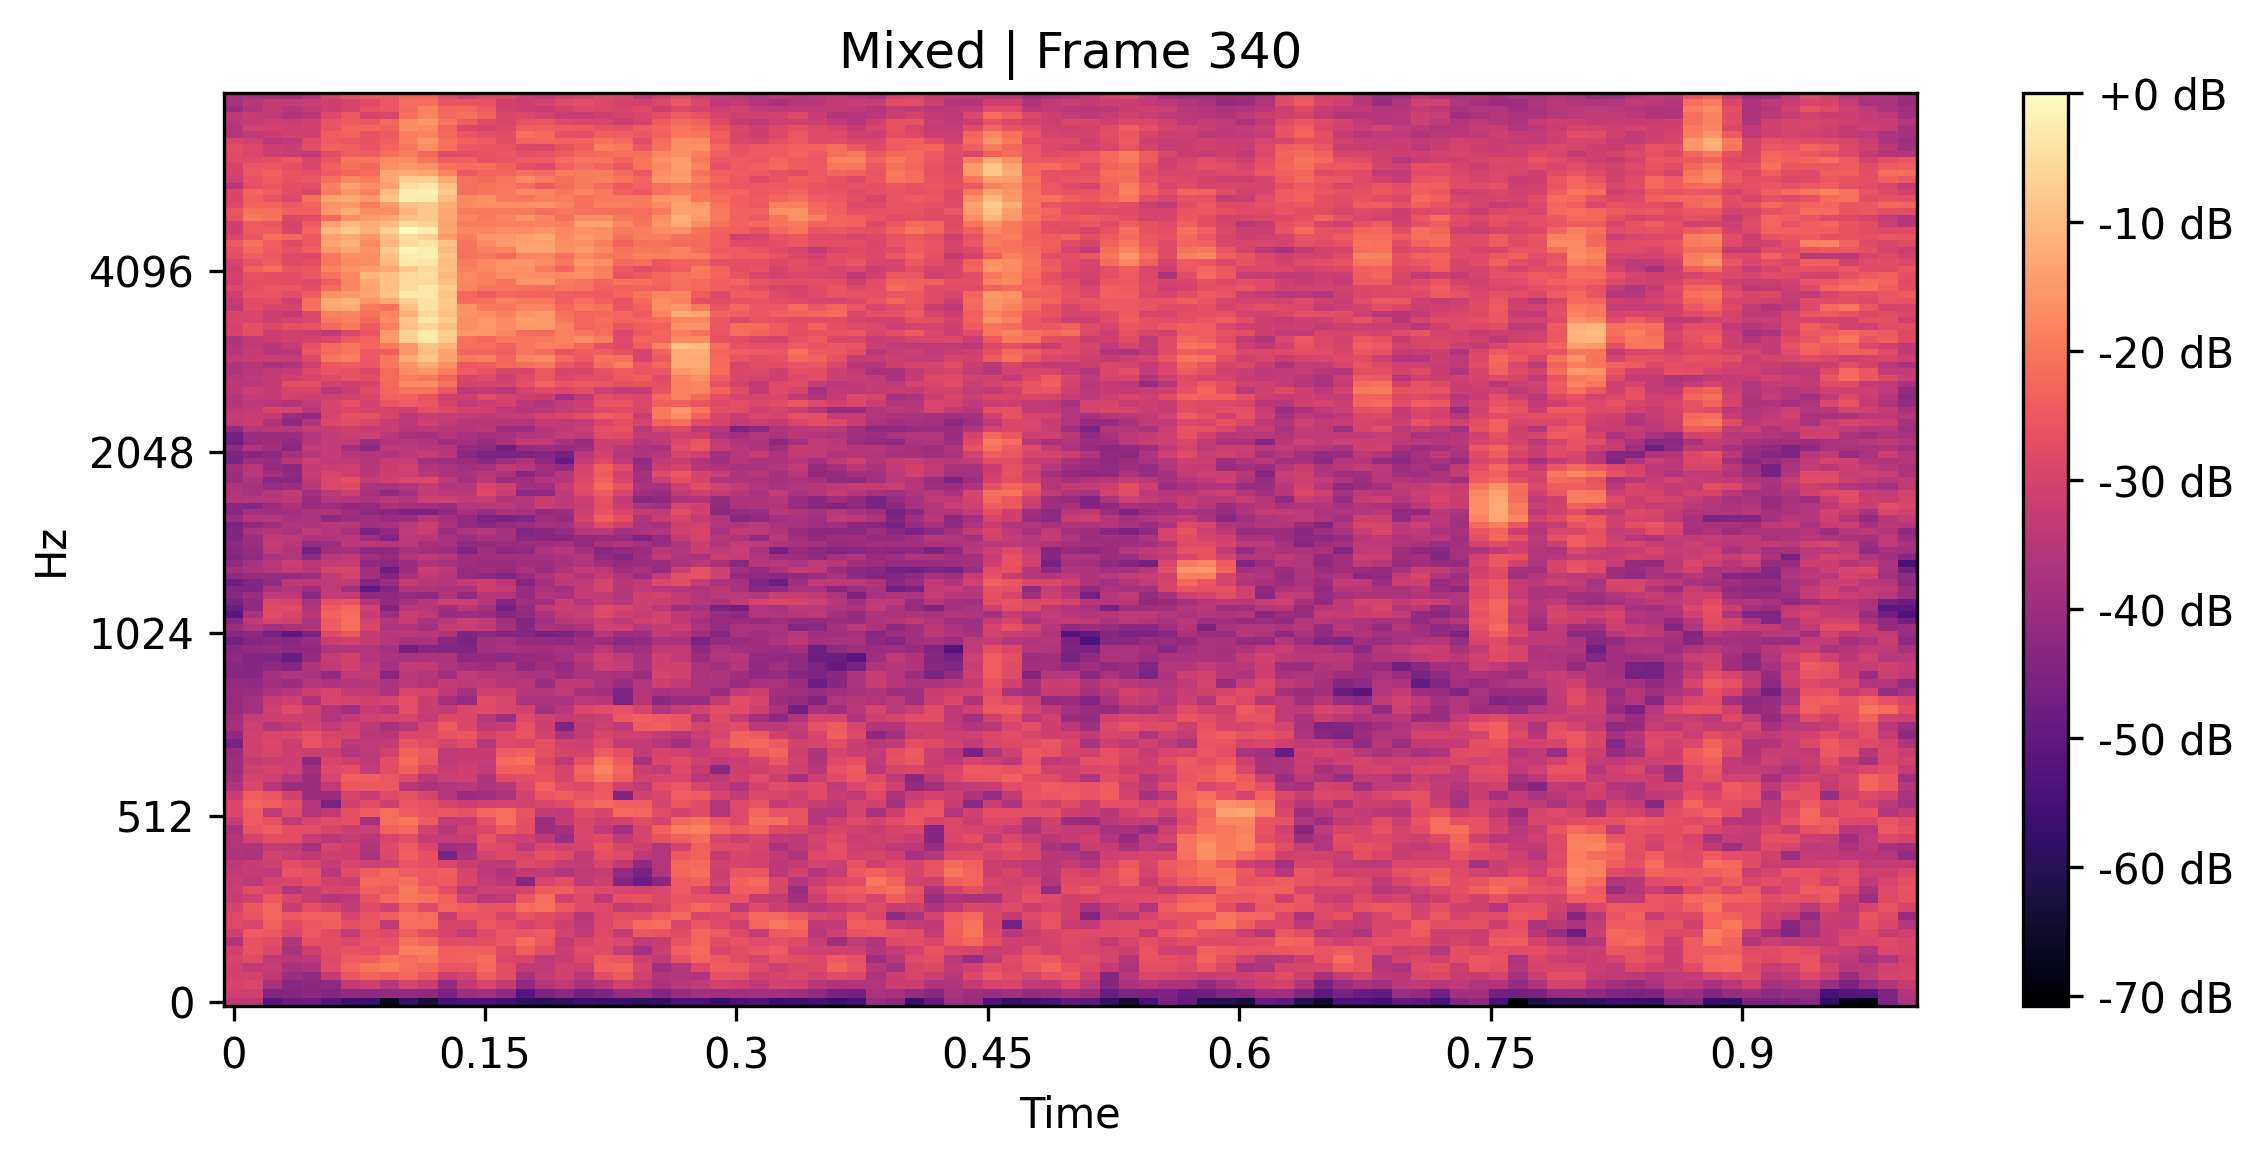 Mixed | Frame 340
+0 dB
-10 dB
-20 dB
-30 dB
-40 dB
-50 dB
-60 dB
-70 dB
4096
2048
1024
512
0
Hz
0 0.15 0.3 0.45 0.6 0.75 0.9
Time